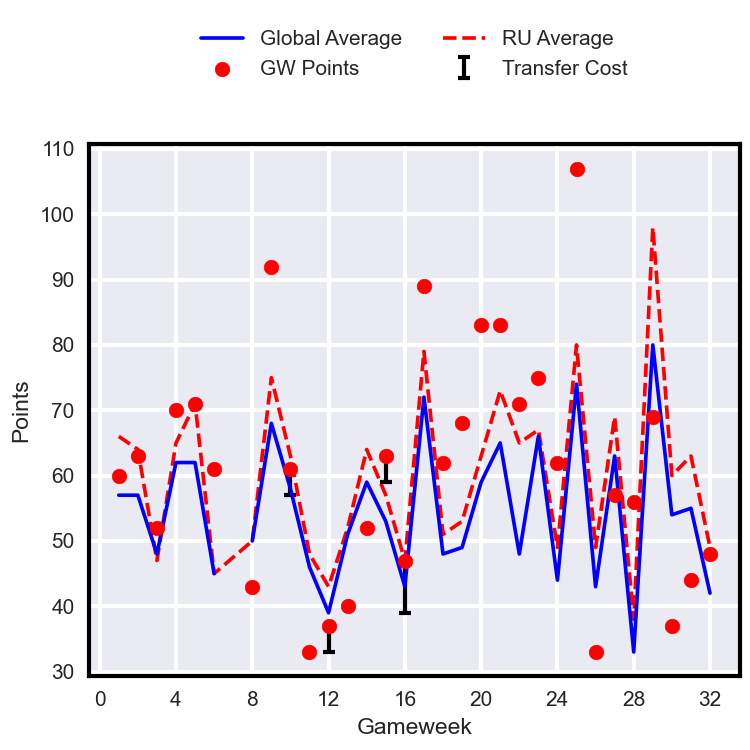 Global Average
RU Average
GW Points
Transfer Cost
110
100
90
80
70
60
50
40
30
Points
0 4 8 12 16 20 24 28 32
Gameweek